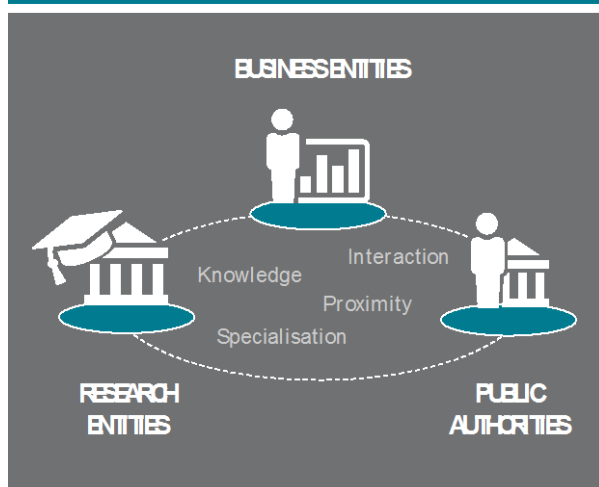 BUSINESS ENTITIES
Interaction
Knowledge
Proximity
Specialisation
RESEARCH
ENTITIES
PUBLIC
AUTHORITIES